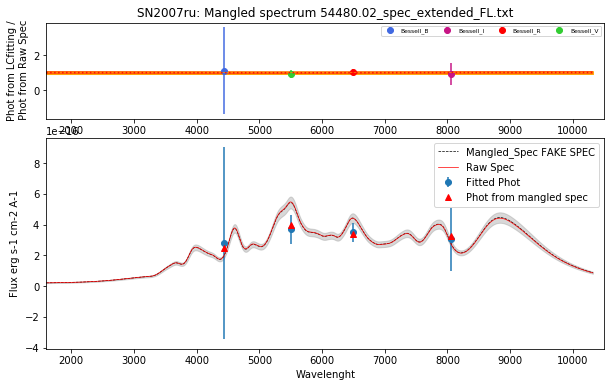 SN2007ru: Mangled spectrum 54480.02_spec_extended_FL.txt
Phot from LCfitting /
Phot from Raw Spec
2
0
Bessell_B Bessell_I Bessell_R Bessell_V
2000 3000 4000 5000 6000 7000 8000 9000 10000
1e−16
Flux erg s-1 cm-2 A-1
8
6
4
2
0
−2
−4
Mangled_Spec FAKE SPEC
Raw Spec
Fitted Phot
Phot from mangled spec
2000 3000 4000 5000 6000 7000 8000 9000 10000
Wavelenght